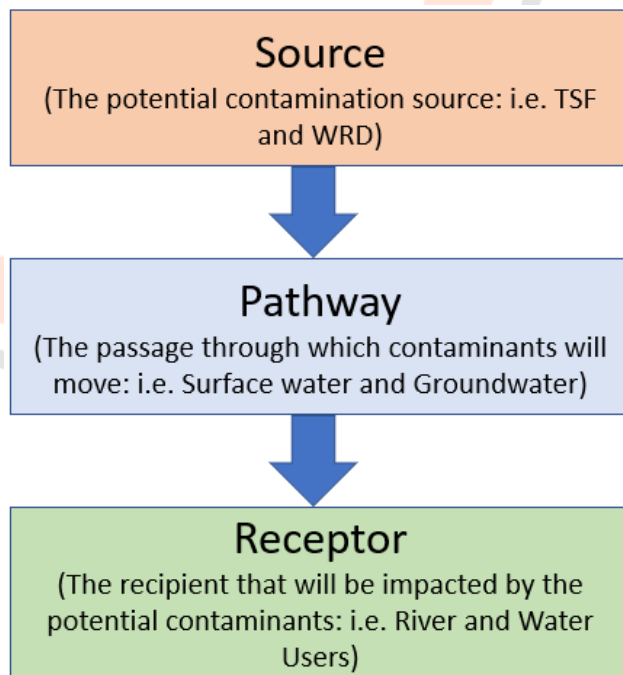 Source
(The potential contamination source: i.e. TSF
and WRD)
Pathway
(The passage through which contaminants will
move: i.e. Surface water and Groundwater)
Receptor
(The recipient that will be impacted by the
potential contaminants: i.e. River and Water
Users)